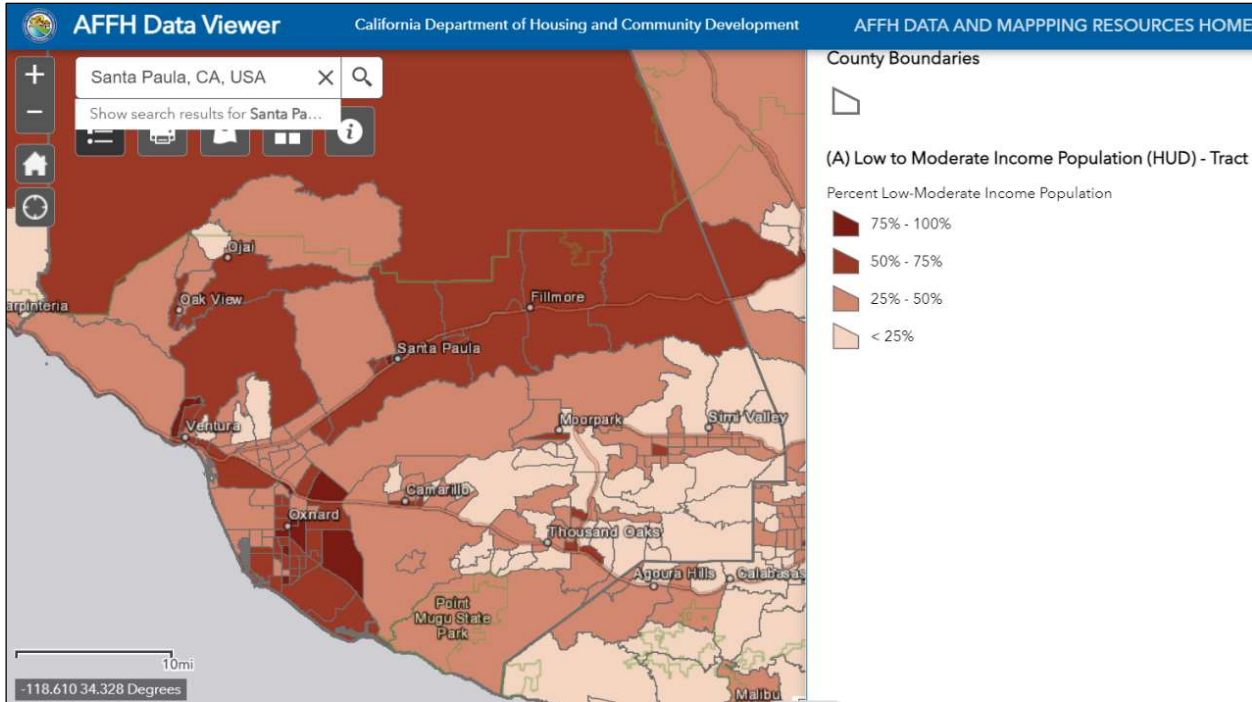 AFFH Data Viewer
California Department of Housing and Community Development
AFFH DATA AND MAPPPING RESOURCES HOME
+
Santa Paula, CA, USA
−
Show search results for Santa Pa...
Ojai
Oak View
arpinteria
Fillmore
Santa Paula
Ventura
Moorpark
Simi Valley
Camarillo
Oxnard
Thousand Oaks
Agoura Hills
Calabasas
Point
Mugu State
Park
Malibu
10mi
-118.610 34.328 Degrees
County Boundaries
(A) Low to Moderate Income Population (HUD) - Tract
Percent Low-Moderate Income Population
75% - 100%
50% - 75%
25% - 50%
< 25%